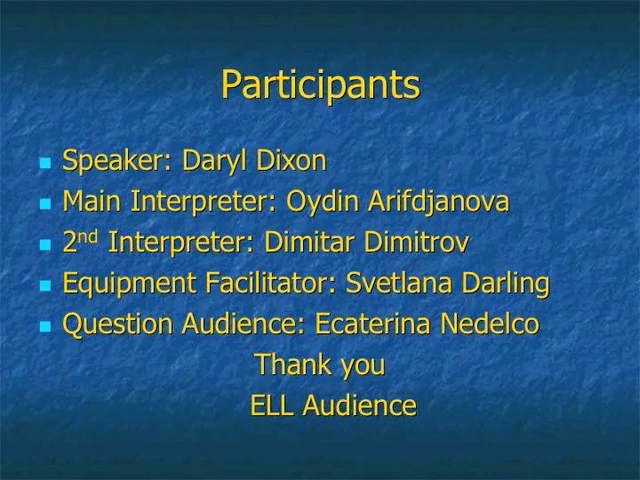 Participants
Speaker: Daryl Dixon
Main Interpreter: Oydin Arifdjanova
2nd Interpreter: Dimitar Dimitrov
Equipment Facilitator: Svetlana Darling
Question Audience: Ecaterina Nedelco
Thank you
ELL Audience